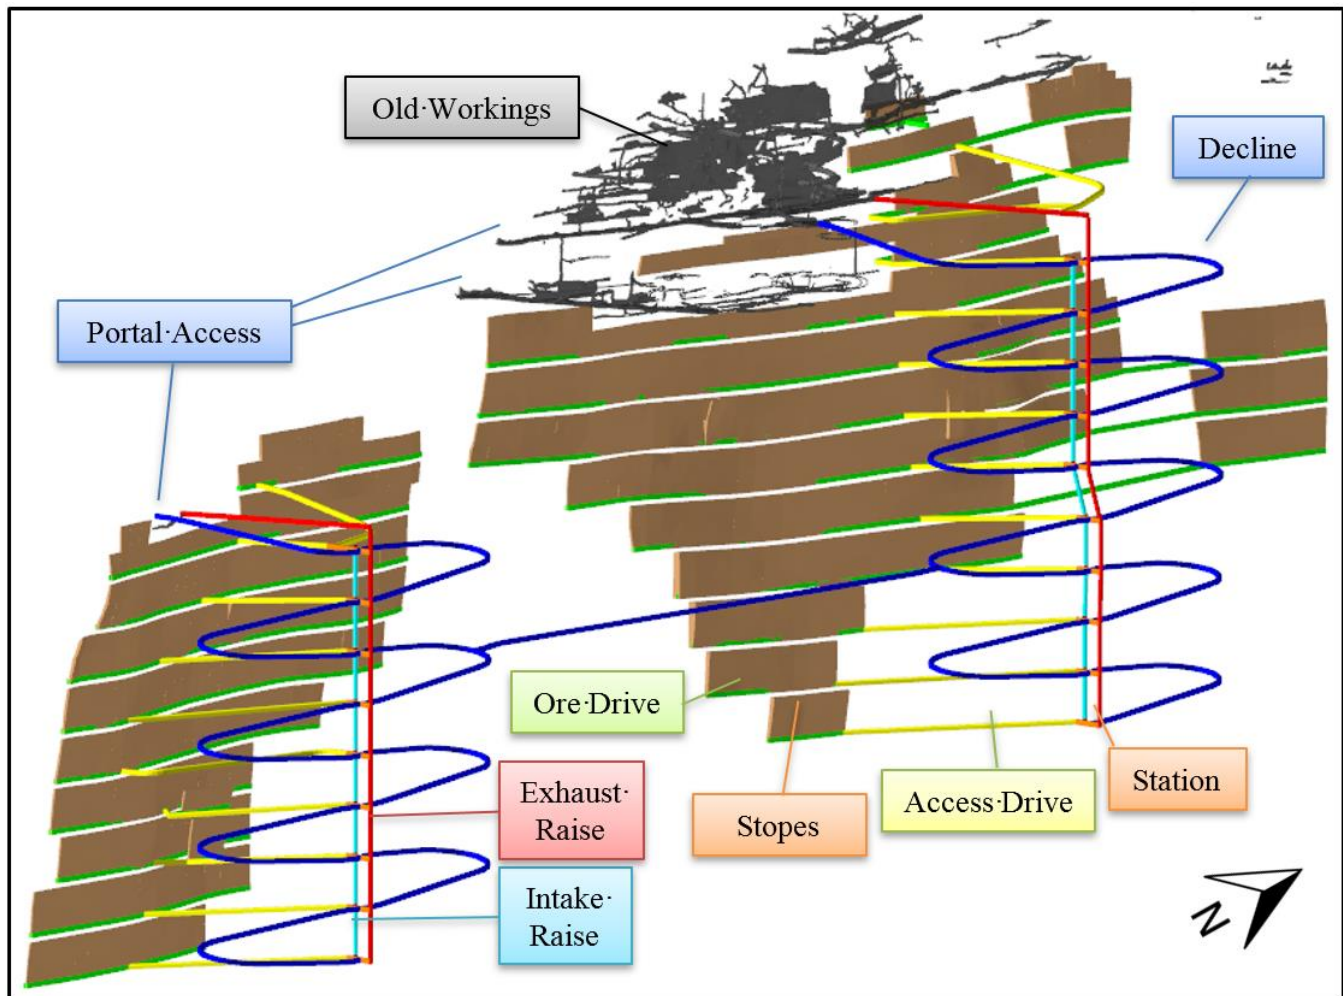 Old·Workings
Decline
Portal·Access
Ore·Drive
Exhaust·
Raise
Stopes
Access·Drive
Station
Intake·
Raise
N